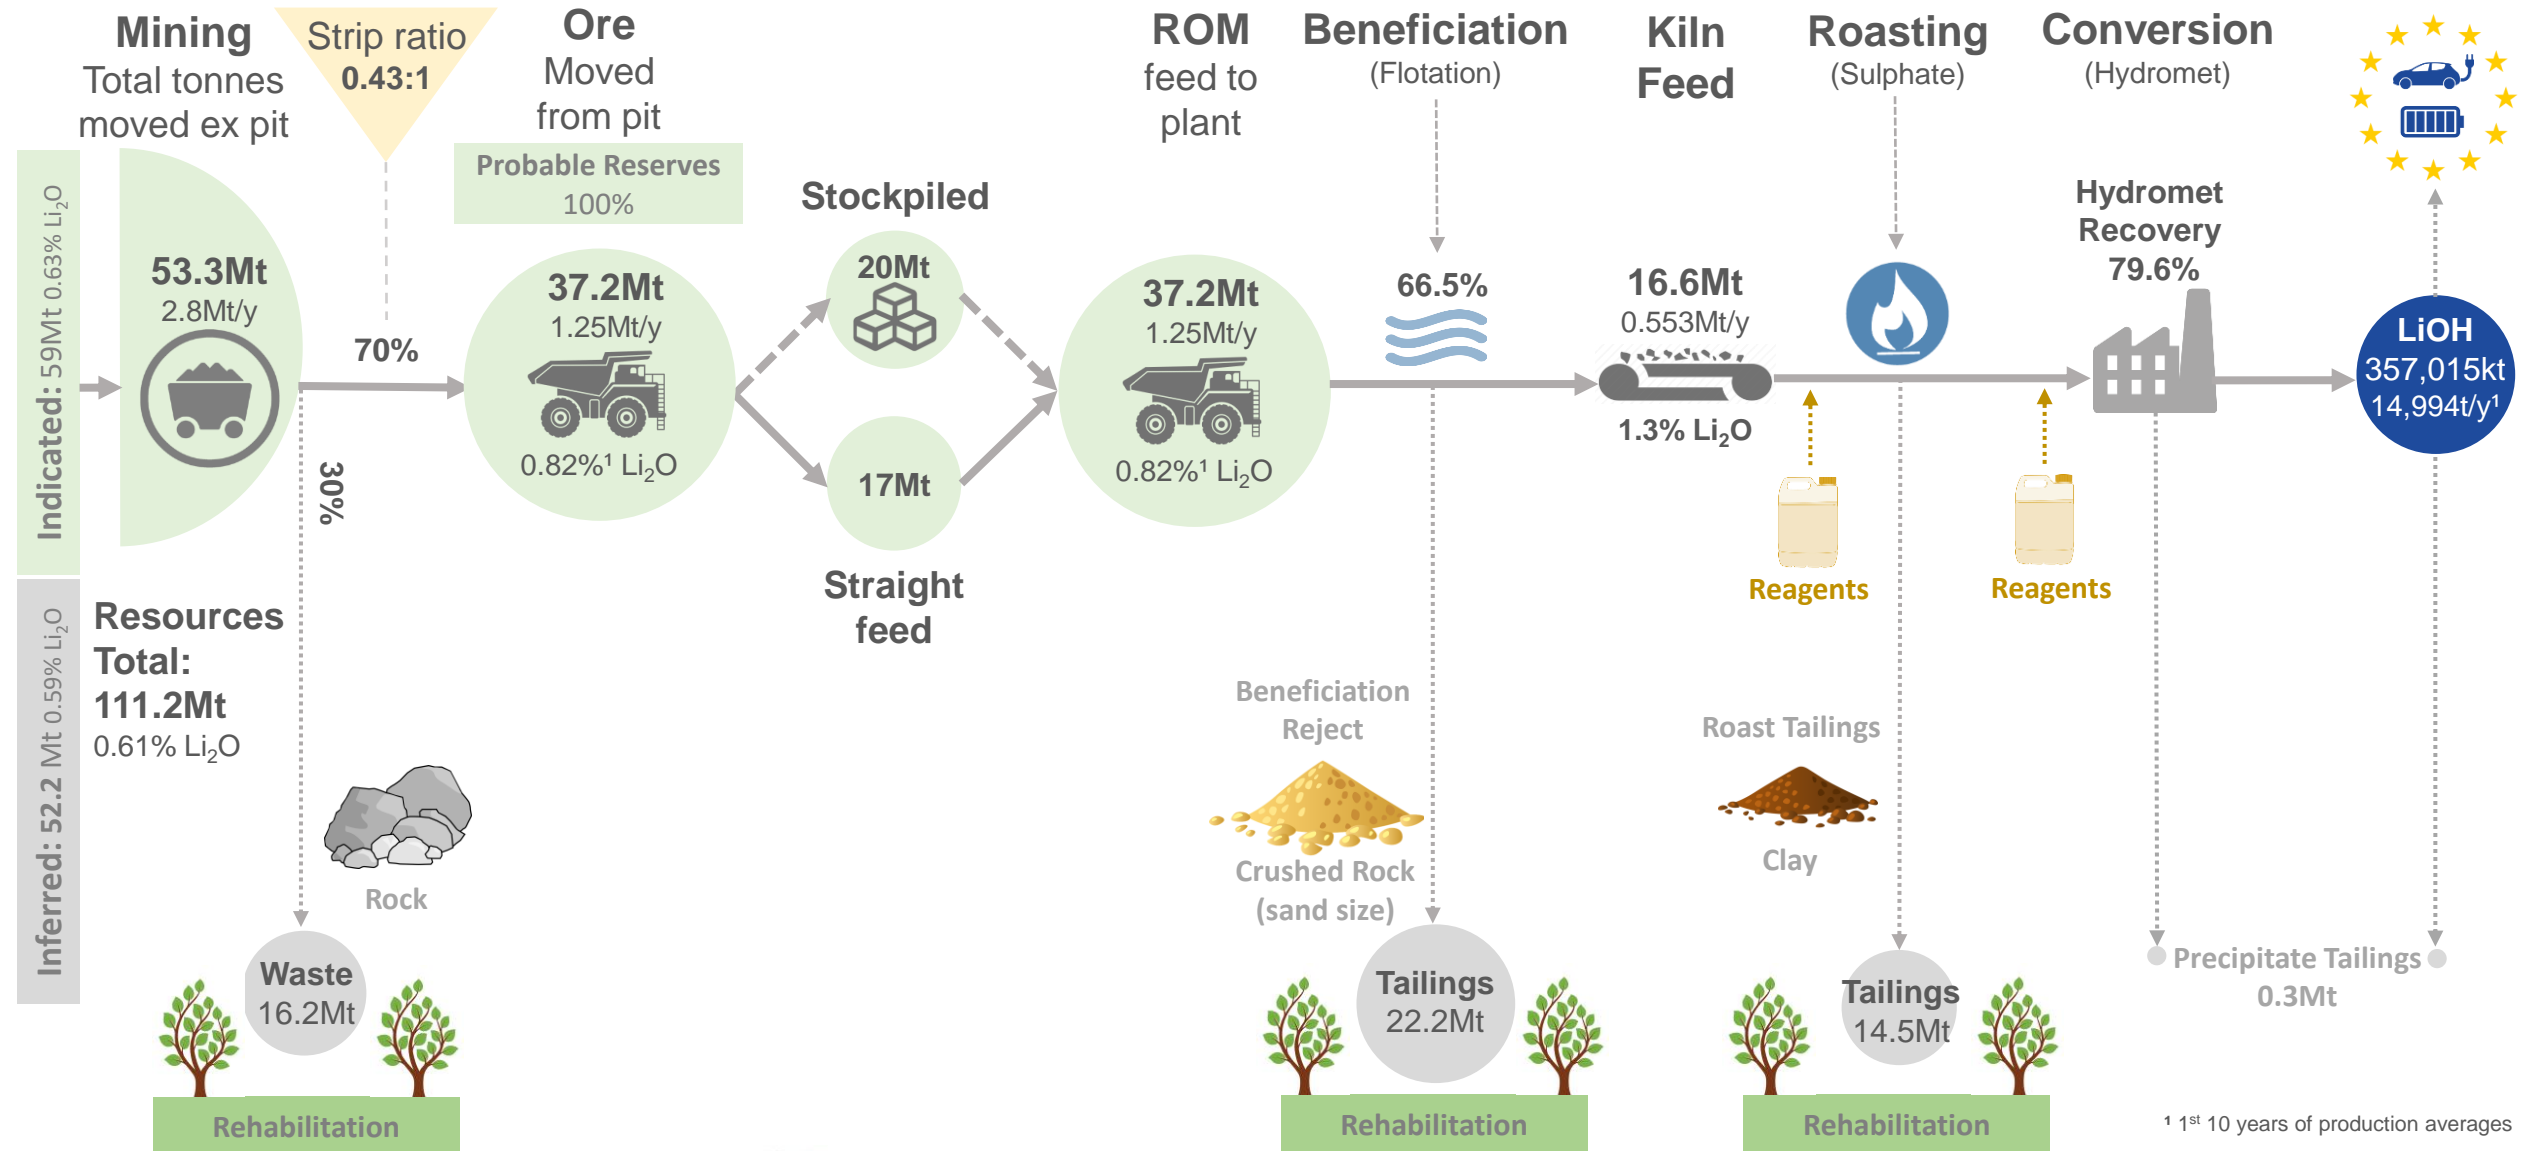 Mining
Total tonnes
moved ex pit
Strip ratio
0.43:1
Ore
Moved
from pit
Probable Reserves
100%
ROM
feed to
plant
Beneficiation
(Flotation)
Kiln
Feed
Roasting
(Sulphate)
Conversion
(Hydromet)
Indicated: 59Mt 0.63% Li₂O
53.3Mt
2.8Mt/y
70%
30%
37.2Mt
1.25Mt/y
0.82%¹ Li₂O
Stockpiled
20Mt
17Mt
Straight
feed
37.2Mt
1.25Mt/y
0.82%¹ Li₂O
66.5%
16.6Mt
0.553Mt/y
1.3% Li₂O
Hydromet
Recovery
79.6%
LiOH
357,015kt
14,994t/y¹
Reagents
Reagents
Inferred: 52.2 Mt 0.59% Li₂O
Resources
Total:
111.2Mt
0.61% Li₂O
Rock
Waste
16.2Mt
Rehabilitation
Beneficiation
Reject
Crushed Rock
(sand size)
Tailings
22.2Mt
Rehabilitation
Roast Tailings
Clay
Tailings
14.5Mt
Rehabilitation
Precipitate Tailings
0.3Mt
¹ 1ˢᵗ 10 years of production averages